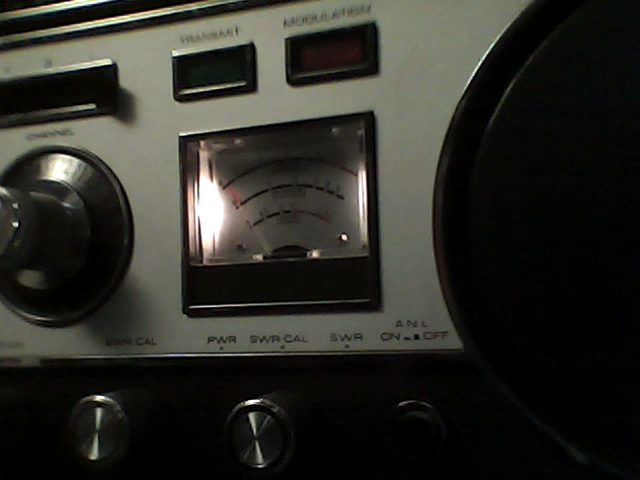 TRANSMIT
MODULATION
CHANNEL
SWR CAL
PWR
SWR CAL
SWR
A N L
ON OFF